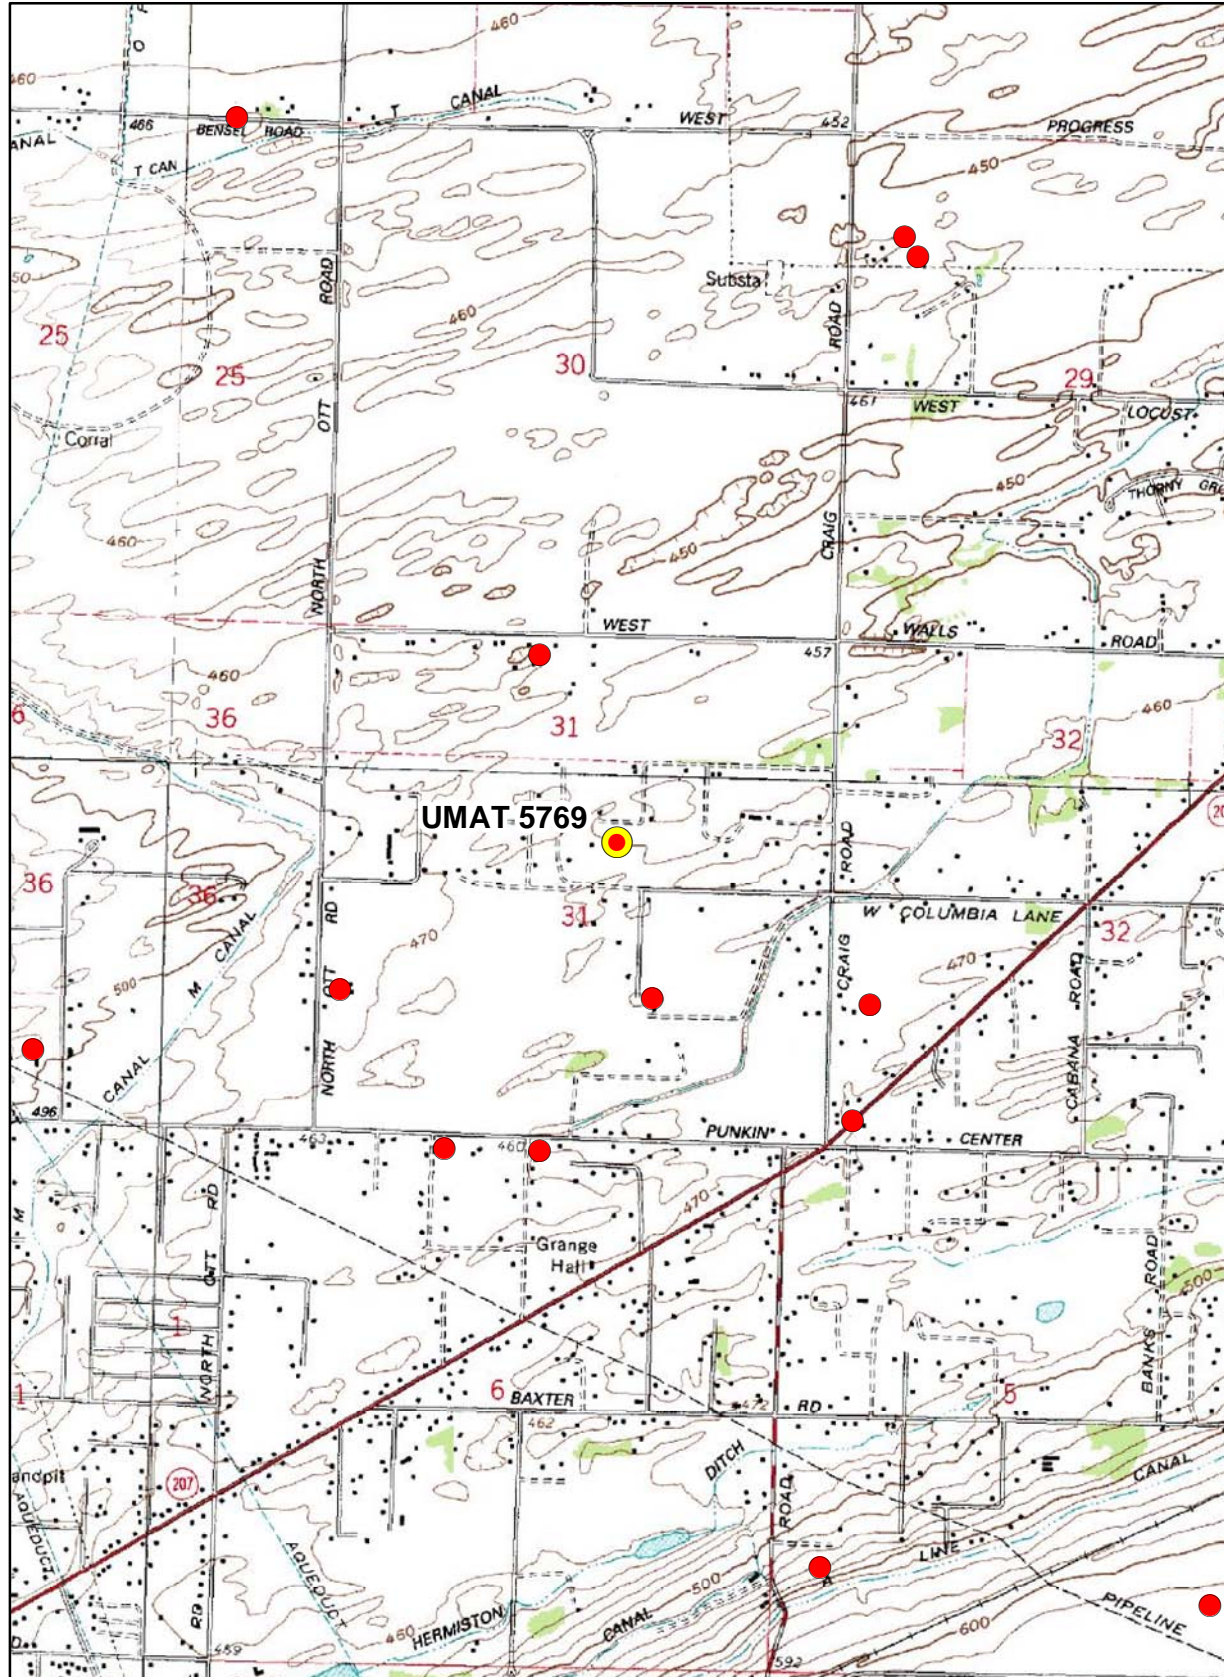 460
460
460
CANAL
T
WEST
452
PROGRESS
466
BENSEL ROAD
T CAN
450
ROAD
Substa
460
ROAD
25
25
30
29
461
WEST
LOCUST
OTT
Corral
450
THORNY GRE
460
450
CRAIG
NORTH
WEST
WALLS
ROAD
457
460
460
36
31
32
UMAT 5769
ROAD
36
36
31
W COLUMBIA LANE
32
RD
CANAL
M
470
470
500
OTT
CRAIG
ROAD
NORTH
CANAL
CABANA
496
463
460
PUNKIN
CENTER
RD
M
470
Grange
Hall
ROAD
500
OTT
1
NORTH
BANKS
1
6
BAXTER
472
RD
5
462
DITCH
andpit
207
CANAL
ROAD
AQUEDUCT
AQUEDUCT
LINE
A
500
RD
460
HERMISTON
CANAL
PIPELINE
600
459
592